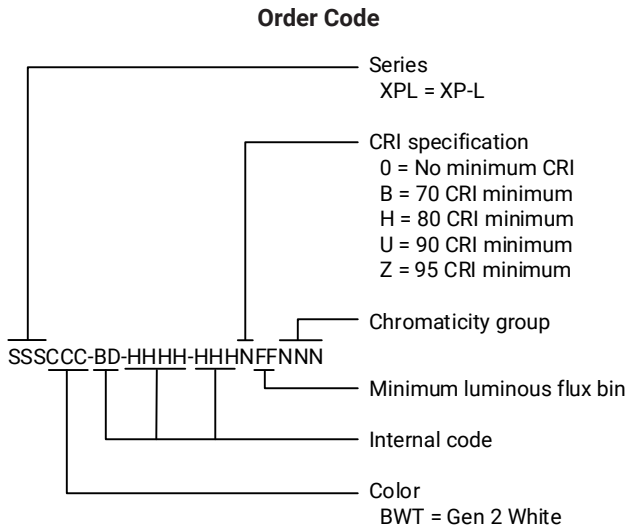 Order Code
Series
XPL = XP-L
CRI specification
0 = No minimum CRI
B = 70 CRI minimum
H = 80 CRI minimum
U = 90 CRI minimum
Z = 95 CRI minimum
Chromaticity group
SSSCCC-BD-HHHH-HHHNFFNNN
Minimum luminous flux bin
Internal code
Color
BWT = Gen 2 White